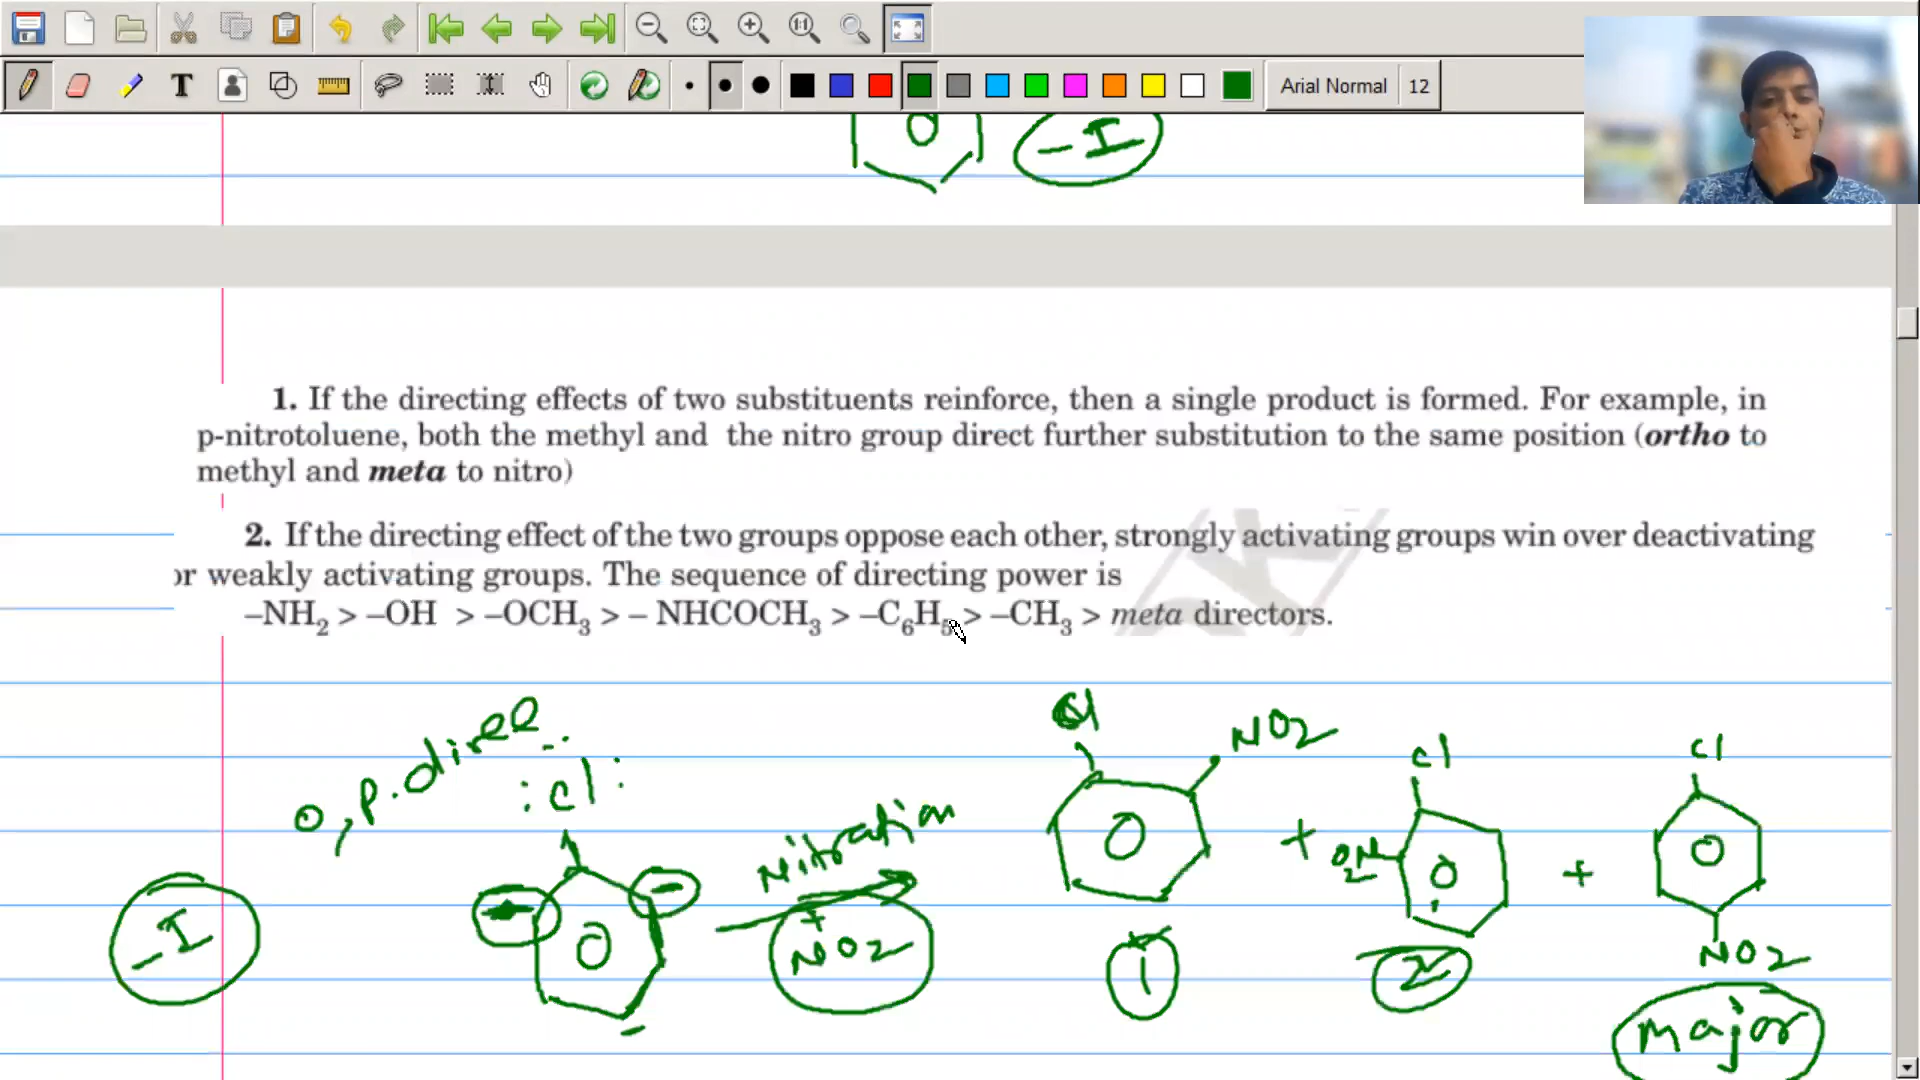 Arial Normal 12
- I
1. If the directing effects of two substituents reinforce, then a single product is formed. For example, in
p-nitrotoluene, both the methyl and the nitro group direct further substitution to the same position (ortho to
methyl and meta to nitro)
2. If the directing effect of the two groups oppose each other, strongly activating groups win over deactivating
or weakly activating groups. The sequence of directing power is
–NH2 > –OH > –OCH3 > – NHCOCH3 > –C6H5 > –CH3 > meta directors.
Cl NO2 Cl Cl
:Cl:
Nitration
+ O2N +
- I
+
NO2
NO2
1 2
Major